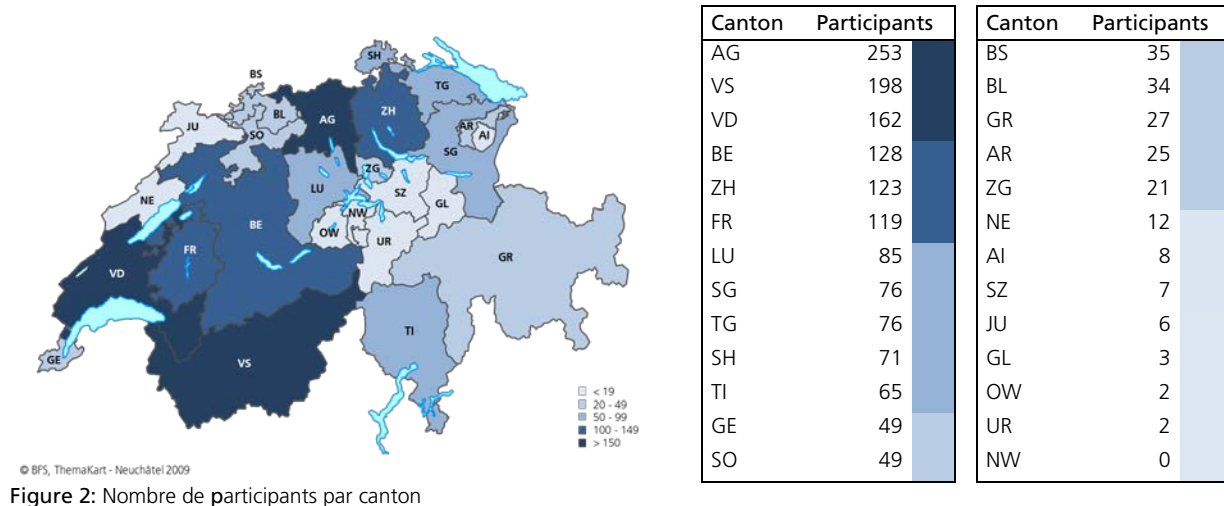 SH
BS
TG
BL
AG
ZH
JU
SO
AR
AI
SG
ZG
LU
SZ
NE
GL
NW
BE
OW
UR
FR
GR
VD
TI
GE
VS
< 19
20 - 49
50 - 99
100 - 149
> 150
© BFS, ThemaKart - Neuchâtel 2009
Figure 2: Nombre de participants par canton
Canton Participants
AG 253
VS 198
VD 162
BE 128
ZH 123
FR 119
LU 85
SG 76
TG 76
SH 71
TI 65
GE 49
SO 49
Canton Participants
BS 35
BL 34
GR 27
AR 25
ZG 21
NE 12
AI 8
SZ 7
JU 6
GL 3
OW 2
UR 2
NW 0